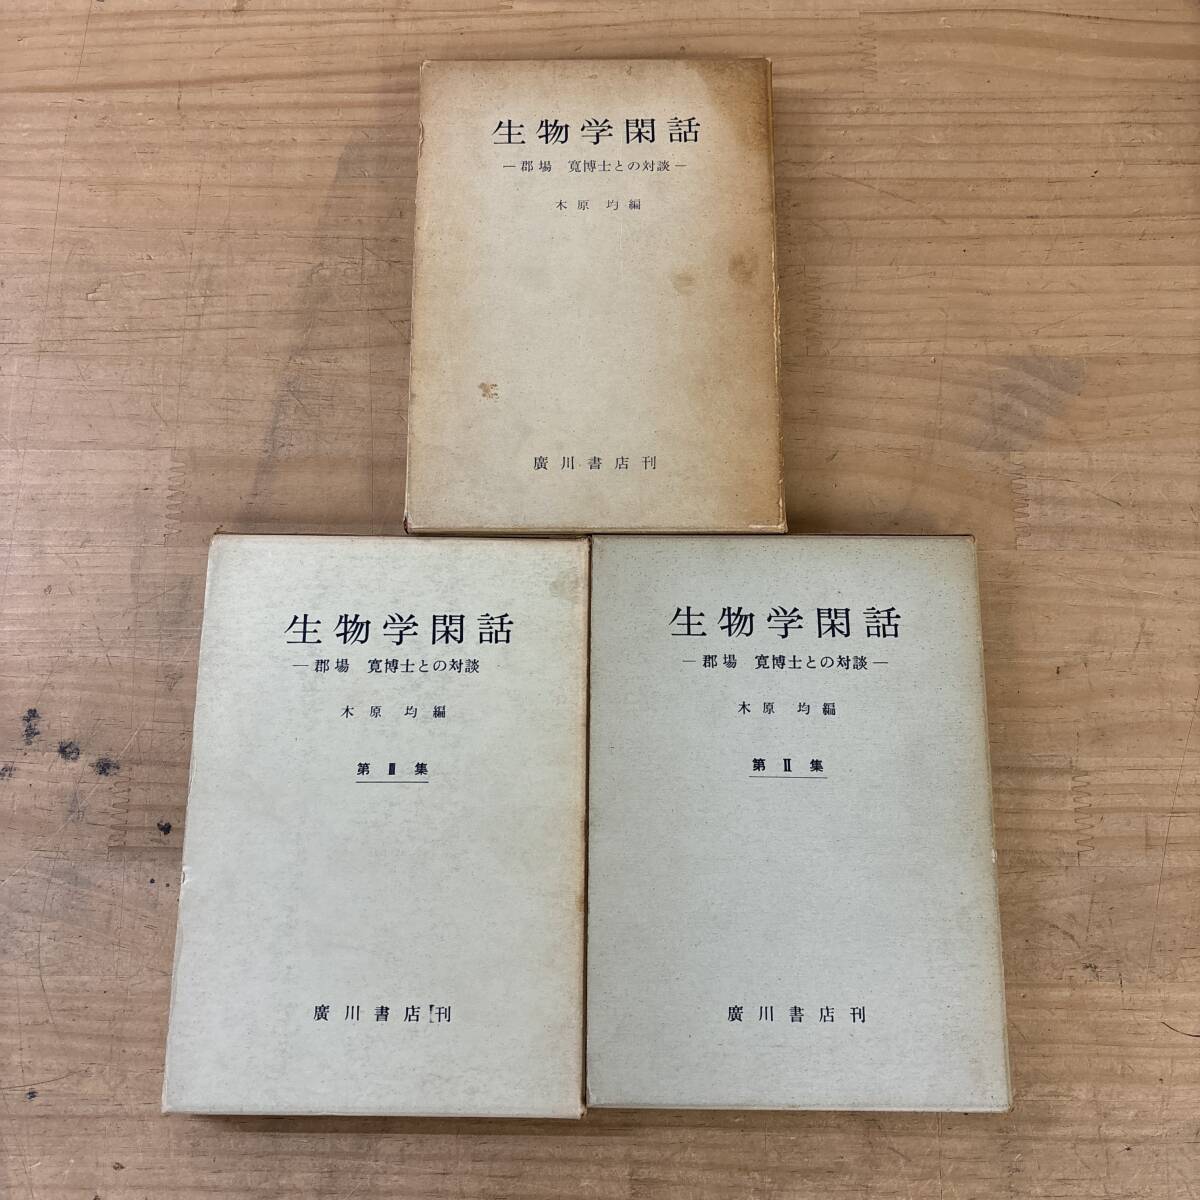 生物学閑話
―郡場 寛博士との対談―
木原 均編
廣川書店刊
生物学閑話
―郡場 寛博士との対談
木原 均編
第Ⅲ集
廣川書店[刊
生物学閑話
―郡場 寛博士との対談―
木原 均編
第Ⅱ集
廣川書店刊